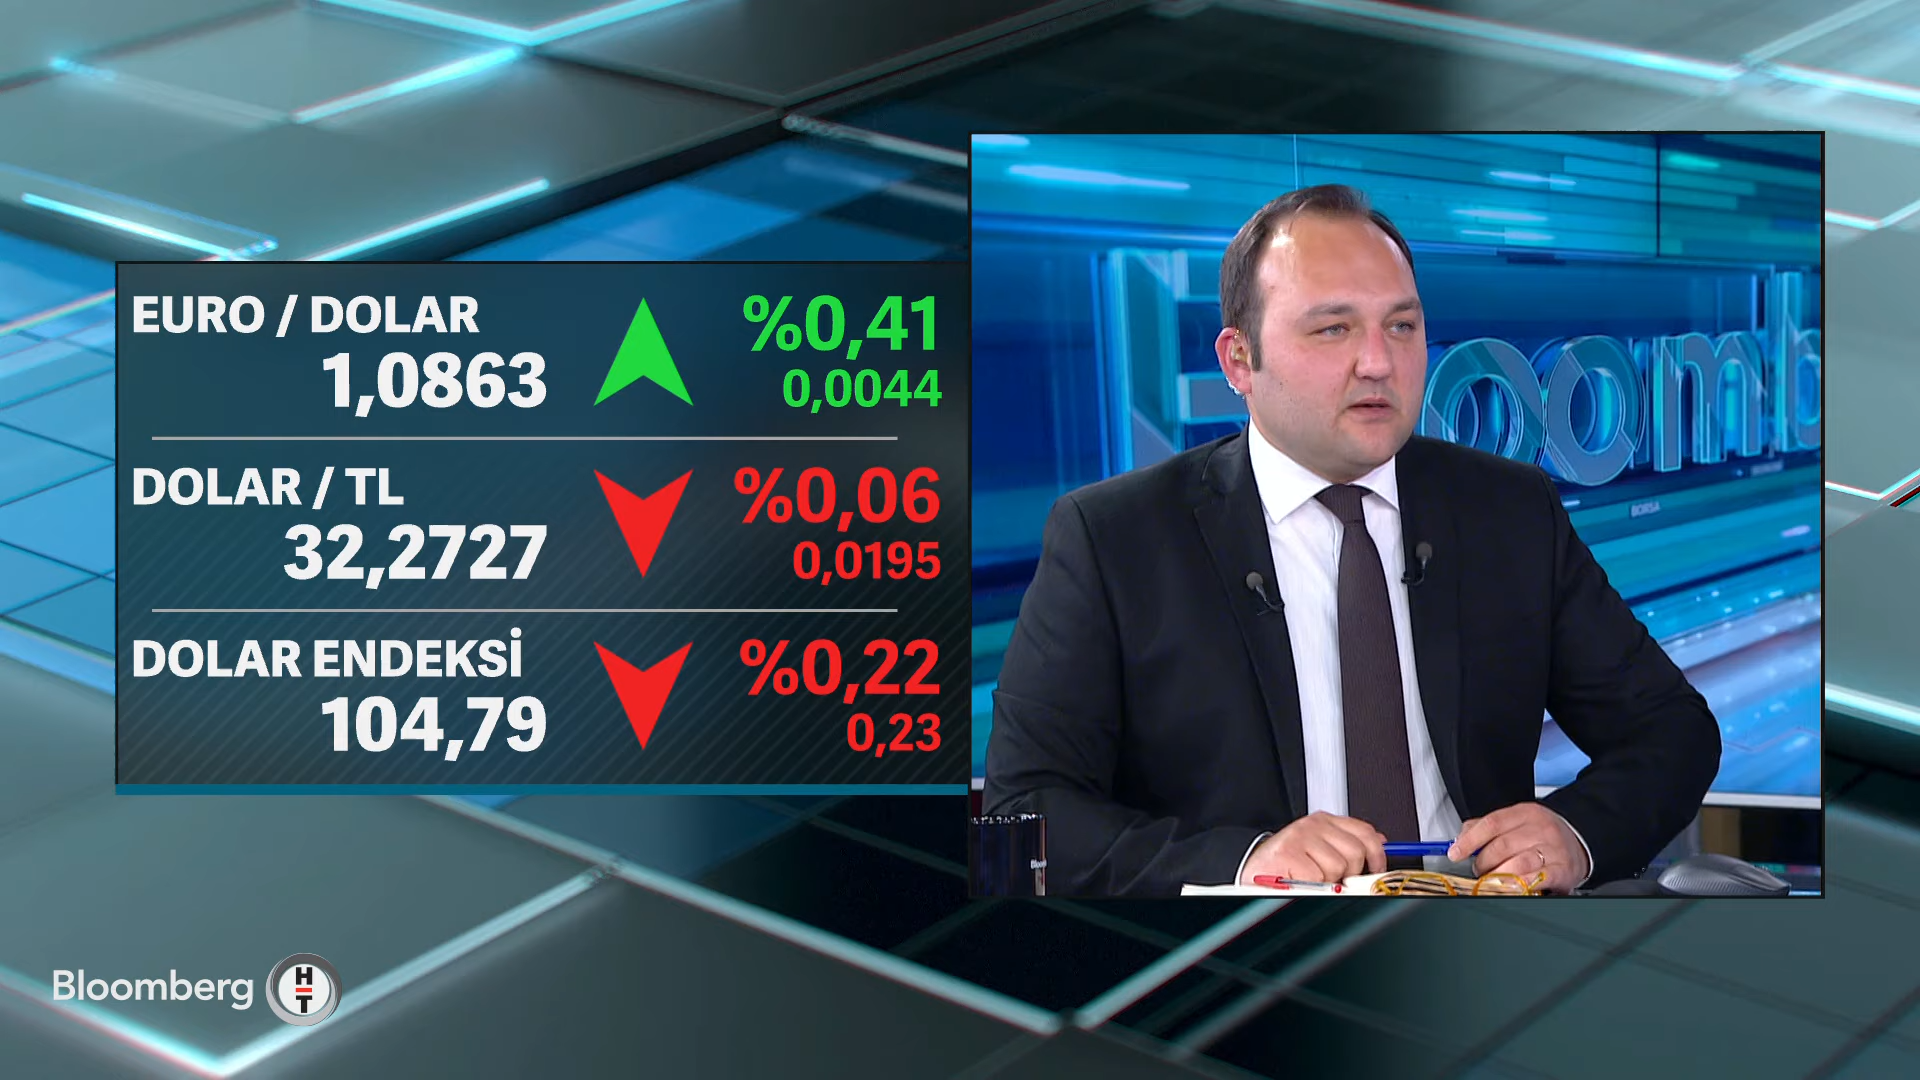 EURO / DOLAR
1,0863
%0,41
0,0044
DOLAR / TL
32,2727
%0,06
0,0195
DOLAR ENDEKSİ
104,79
%0,22
0,23
BORSA
Bloomberg HT